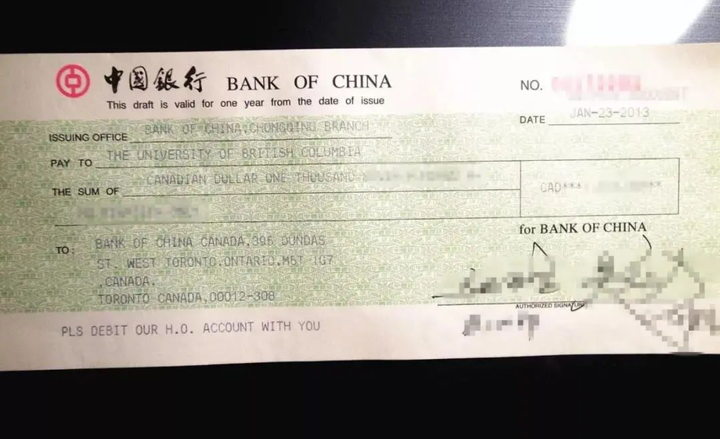 中國銀行 BANK OF CHINA
This draft is valid for one year from the date of issue
NO.
DATE JAN-23-2013
ISSUING OFFICE BANK OF CHINA,CHONGQING BRANCH
PAY TO THE UNIVERSITY OF BRITISH COLUMBIA
THE SUM OF CANADIAN DOLLAR ONE THOUSAND
CAD***
for BANK OF CHINA
TO: BANK OF CHINA CANADA,396 DUNDAS
ST. WEST TORONTO.ONTARIO,M5T 1G7
,CANADA.
TORONTO CANADA,00012-308
AUTHORIZED SIGNATURE
PLS DEBIT OUR H.O. ACCOUNT WITH YOU